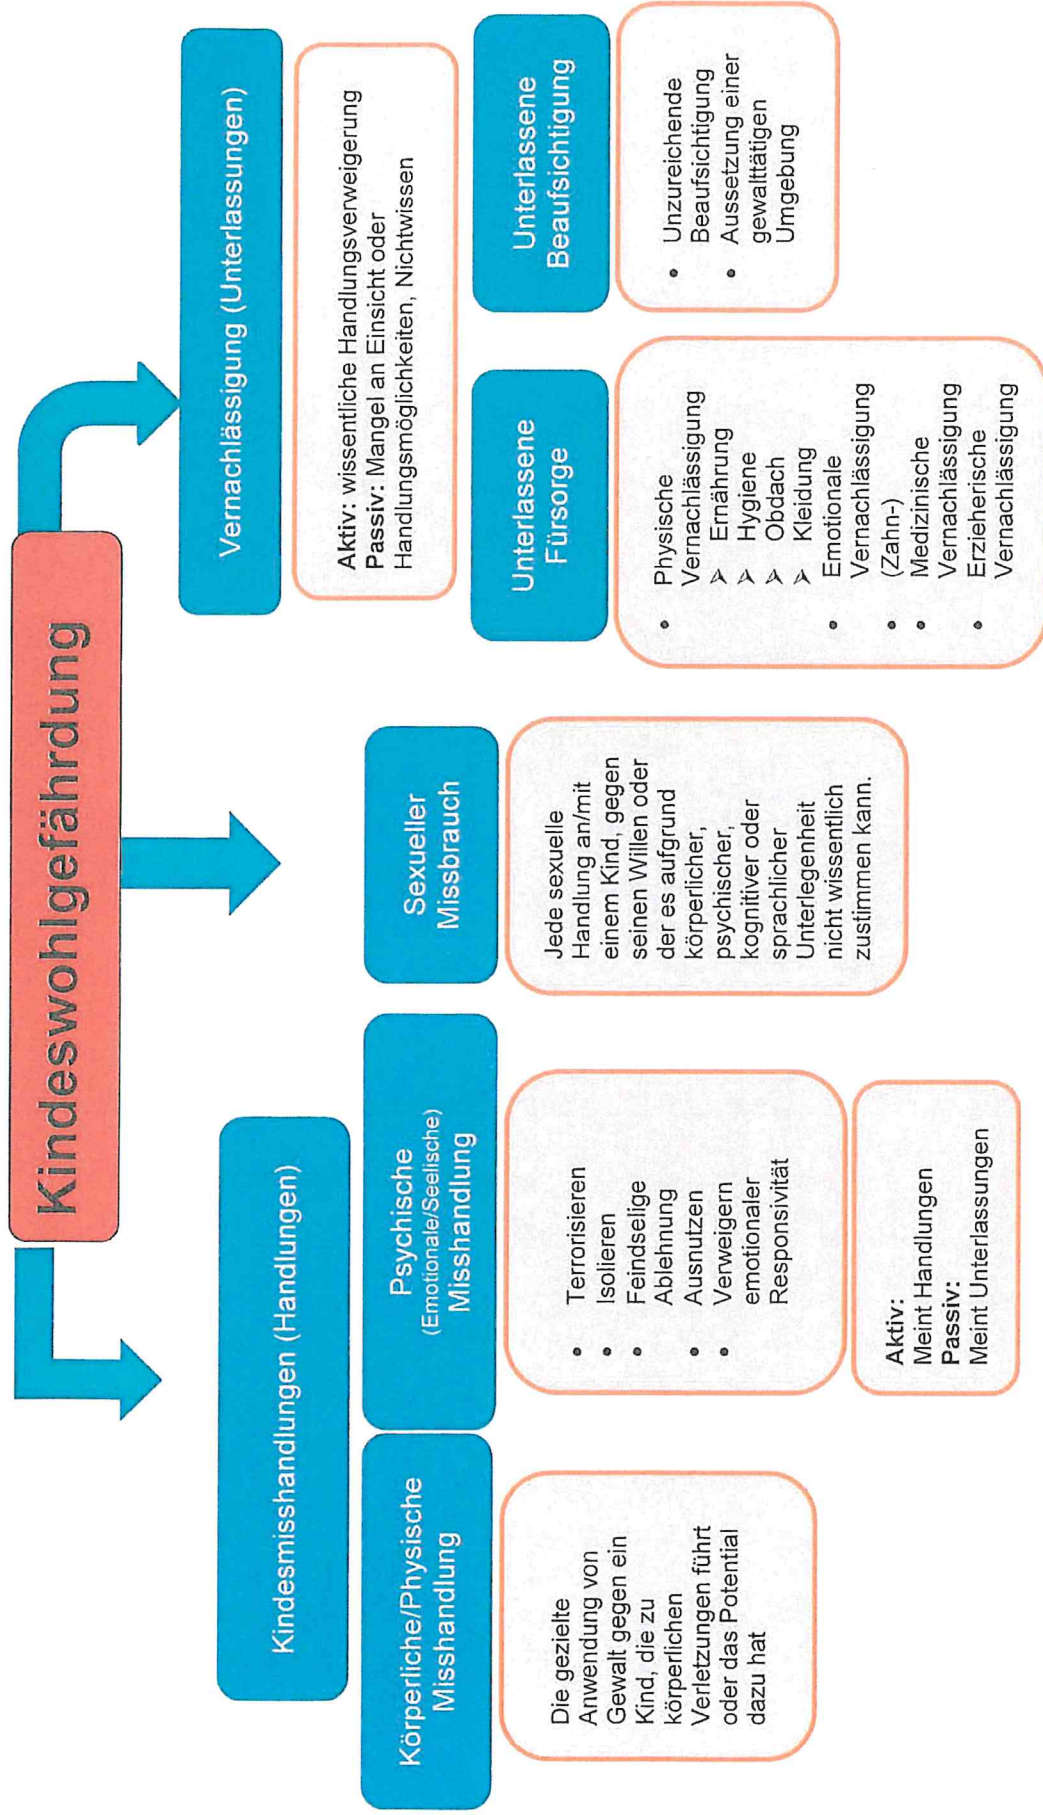 Kindeswohlgefährdung
Kindesmisshandlungen (Handlungen)
Körperliche/Physische
Misshandlung
Die gezielte
Anwendung von
Gewalt gegen ein
Kind, die zu
körperlichen
Verletzungen führt
oder das Potential
dazu hat
Psychische
(Emotionale/Seelische)
Misshandlung
• Terrorisieren
• Isolieren
• Feindselige
Ablehnung
• Ausnutzen
• Verweigern
emotionaler
Responsivität
Aktiv:
Meint Handlungen
Passiv:
Meint Unterlassungen
Sexueller
Missbrauch
Jede sexuelle
Handlung an/mit
einem Kind, gegen
seinen Willen oder
der es aufgrund
körperlicher,
psychischer,
kognitiver oder
sprachlicher
Unterlegenheit
nicht wissentlich
zustimmen kann.
Vernachlässigung (Unterlassungen)
Aktiv: wissentliche Handlungsverweigerung
Passiv: Mangel an Einsicht oder
Handlungsmöglichkeiten, Nichtwissen
Unterlassene
Fürsorge
• Physische
Vernachlässigung
➤ Ernährung
➤ Hygiene
➤ Obdach
➤ Kleidung
• Emotionale
Vernachlässigung
• (Zahn-)
• Medizinische
Vernachlässigung
• Erzieherische
Vernachlässigung
Unterlassene
Beaufsichtigung
• Unzureichende
Beaufsichtigung
• Aussetzung einer
gewalttätigen
Umgebung